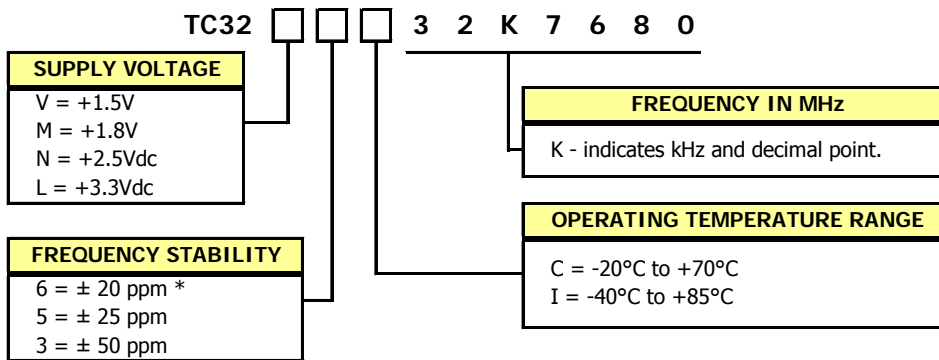 TC32 □ □ □ 3 2 K 7 6 8 0
SUPPLY VOLTAGE
V = +1.5V
M = +1.8V
N = +2.5Vdc
L = +3.3Vdc
FREQUENCY IN MHz
K - indicates kHz and decimal point.
FREQUENCY STABILITY
6 = ± 20 ppm *
5 = ± 25 ppm
3 = ± 50 ppm
OPERATING TEMPERATURE RANGE
C = -20°C to +70°C
I = -40°C to +85°C